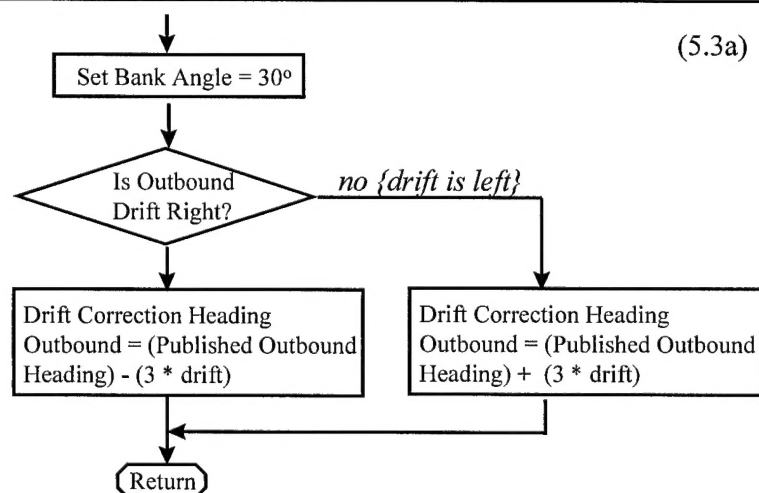 (5.3a)
Set Bank Angle = 30º
Is Outbound
Drift Right?
no {drift is left}
Drift Correction Heading
Outbound = (Published Outbound
Heading) - (3 * drift)
Drift Correction Heading
Outbound = (Published Outbound
Heading) + (3 * drift)
Return